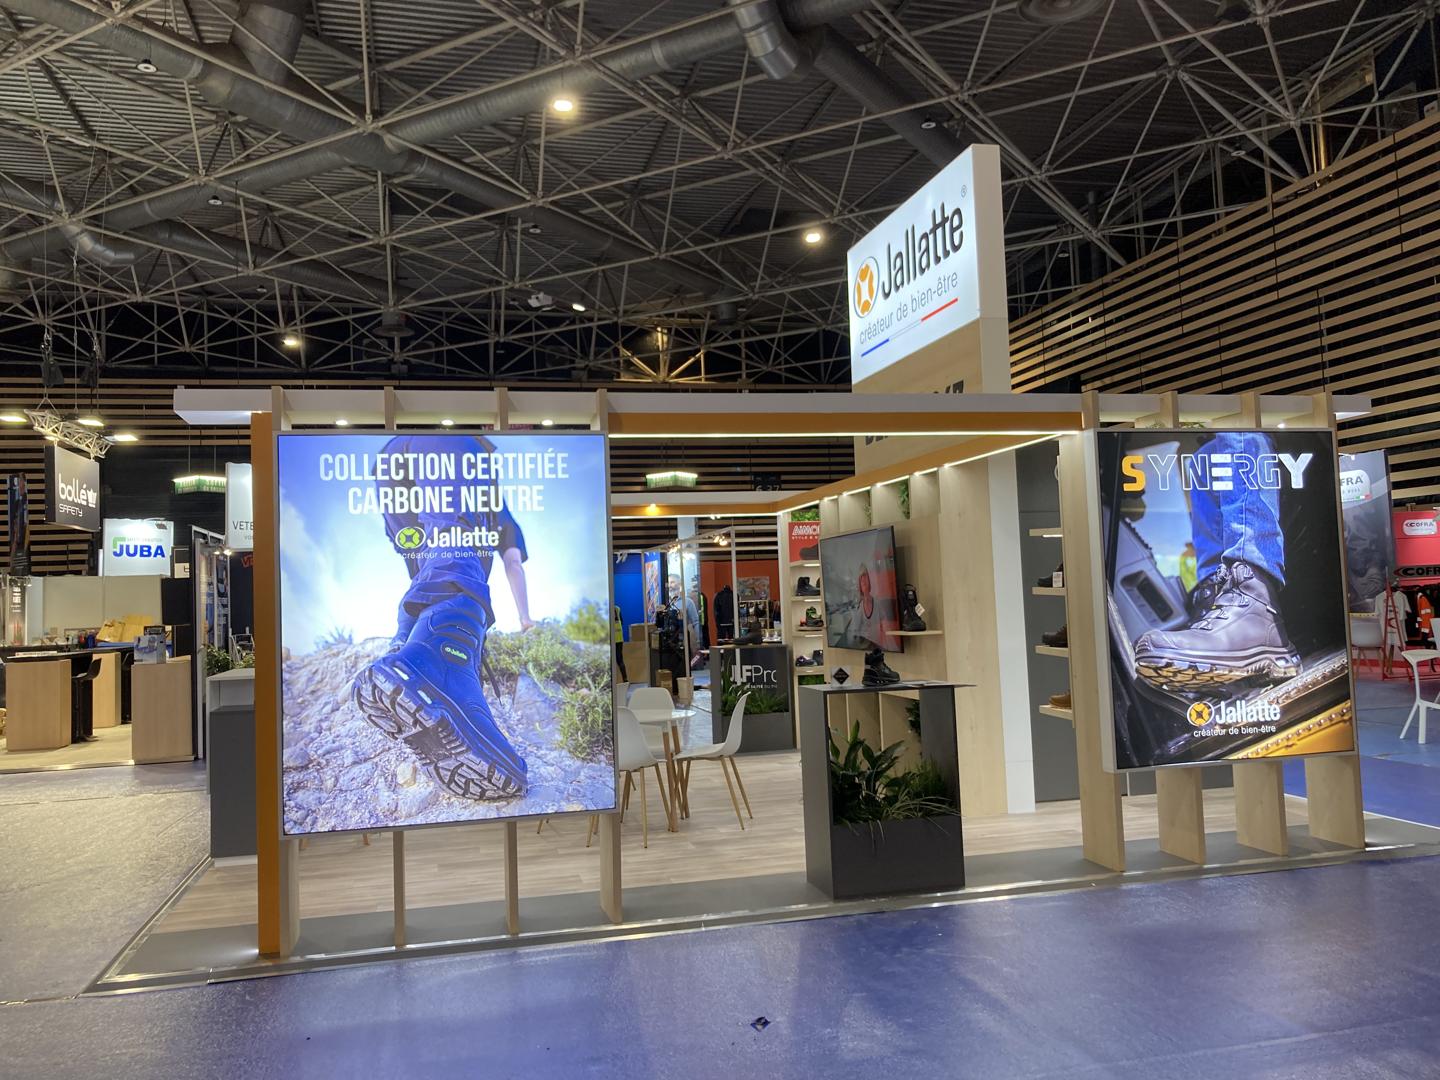 Jallatte®
créateur de bien-être
COLLECTION CERTIFIÉE
CARBONE NEUTRE
Jallatte
créateur de bien-être
SYNERGY
Jallatte
créateur de bien-être
bollé
SAFETY
JUBA
COFRA